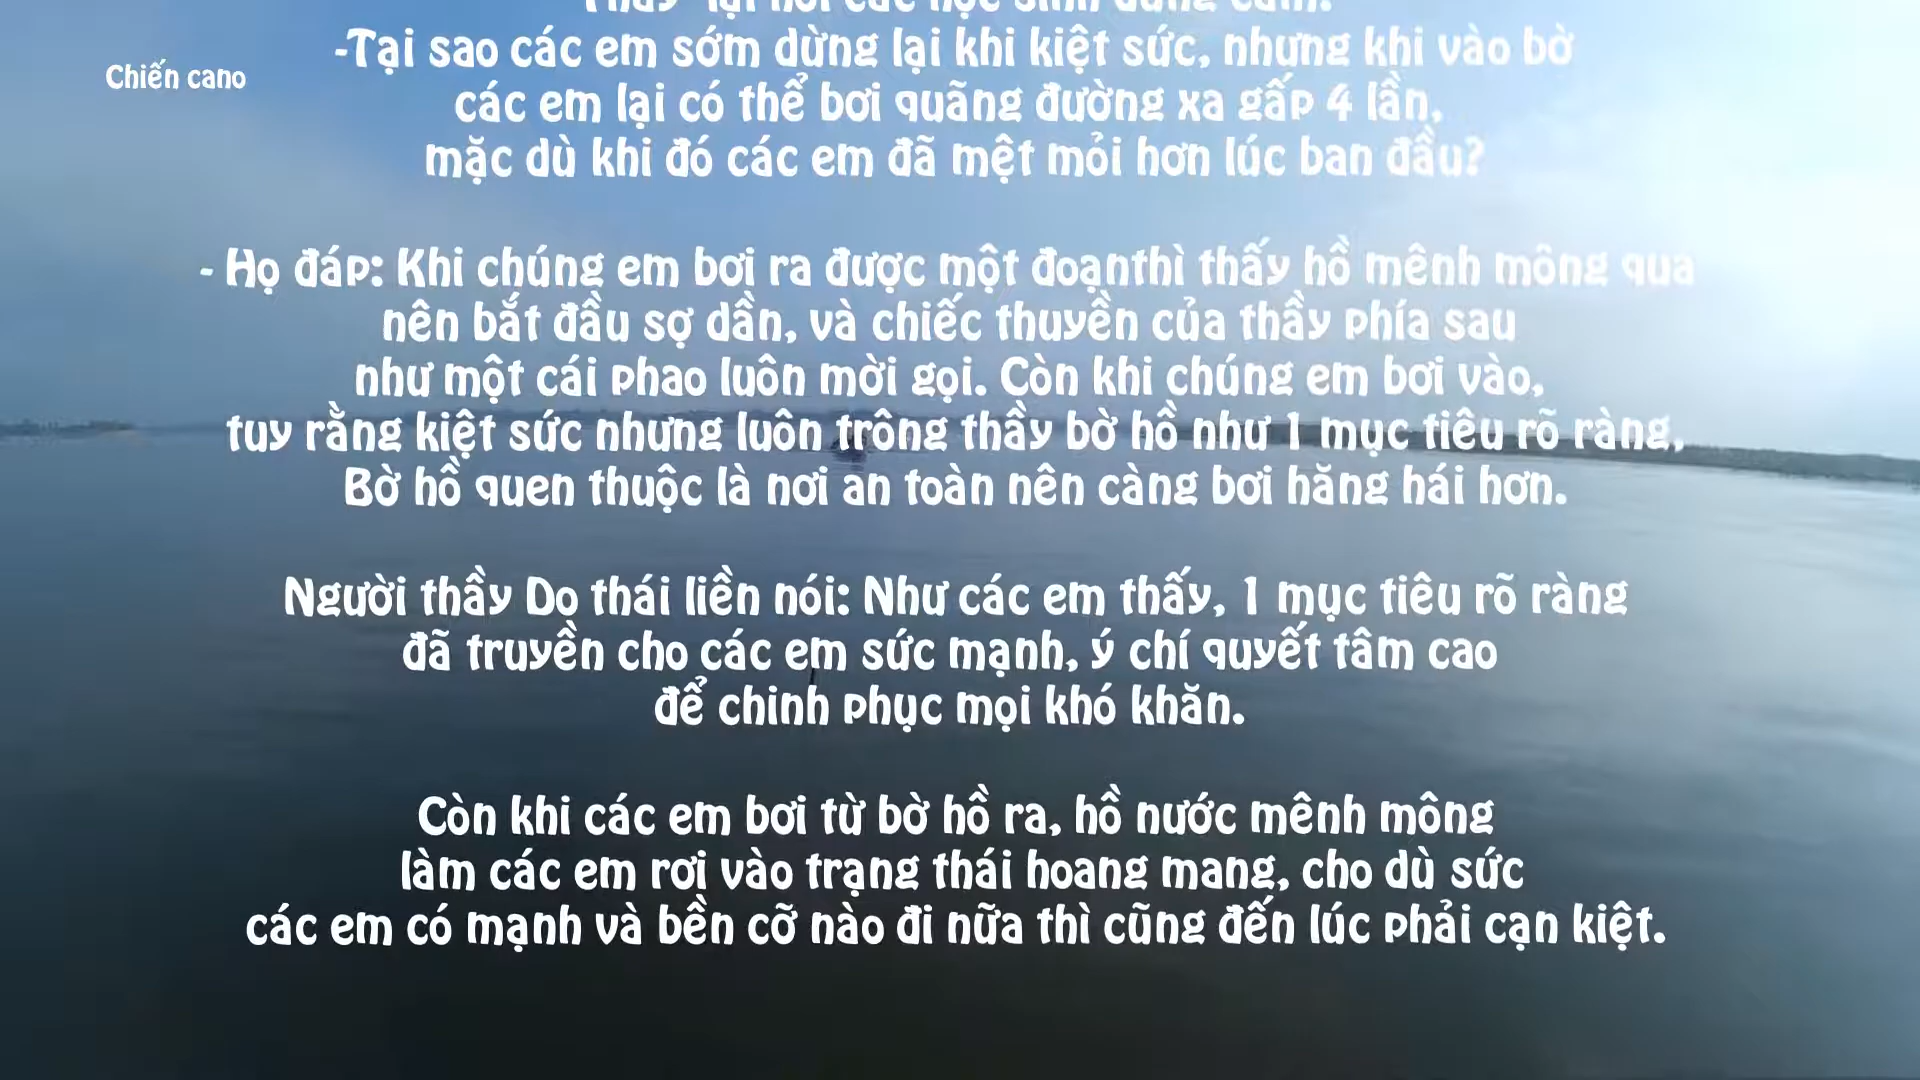 Thầy lại hỏi các học sinh dũng cảm:
-Tại sao các em sớm dừng lại khi kiệt sức, nhưng khi vào bờ
Chiến cano
các em lại có thể bơi quãng đường xa gấp 4 lần,
mặc dù khi đó các em đã mệt mỏi hơn lúc ban đầu?
- Họ đáp: Khi chúng em bơi ra được một đoạnthì thấy hồ mênh mông qua
nên bắt đầu sợ dần, và chiếc thuyền của thầy phía sau
như một cái phao luôn mời gọi. Còn khi chúng em bơi vào,
tuy rằng kiệt sức nhưng luôn trông thầy bờ hồ như 1 mục tiêu rõ ràng,
Bờ hồ quen thuộc là nơi an toàn nên càng bơi hăng hái hơn.
Người thầy Do thái liền nói: Như các em thấy, 1 mục tiêu rõ ràng
đã truyền cho các em sức mạnh, ý chí quyết tâm cao
để chinh phục mọi khó khăn.
Còn khi các em bơi từ bờ hồ ra, hồ nước mênh mông
làm các em rơi vào trạng thái hoang mang, cho dù sức
các em có mạnh và bền cỡ nào đi nữa thì cũng đến lúc phải cạn kiệt.